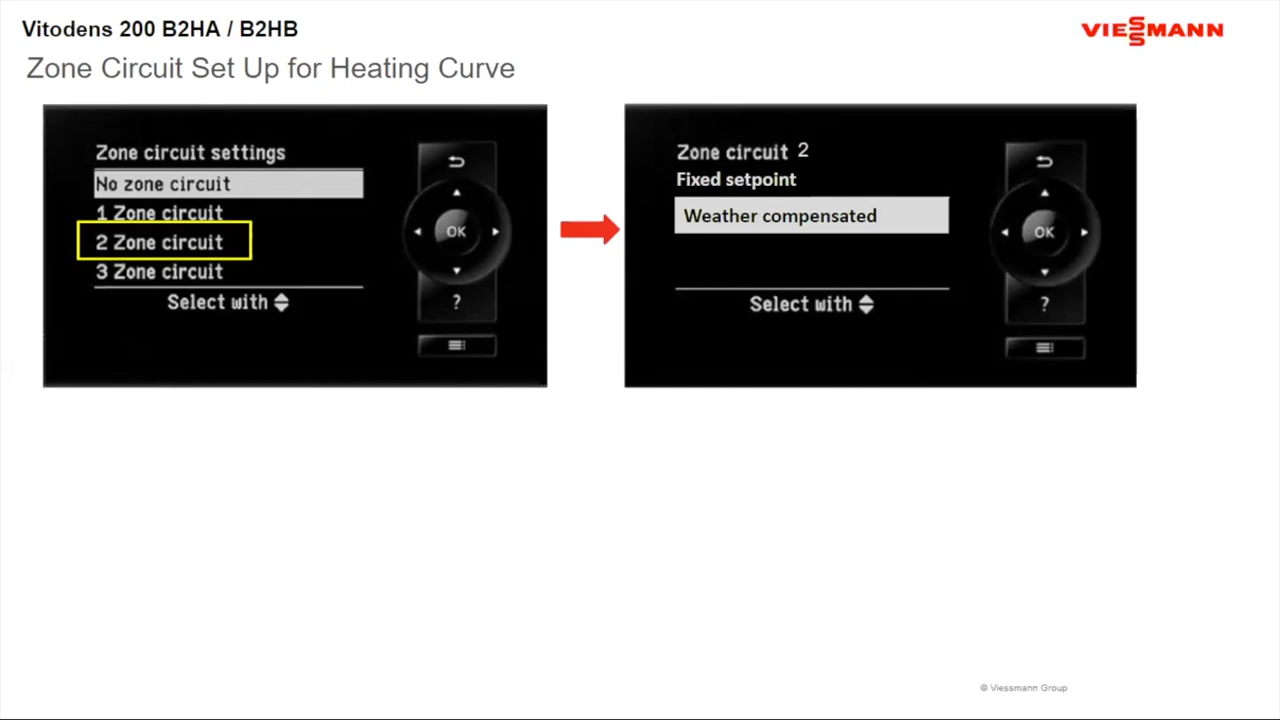 Vitodens 200 B2HA / B2HB
VIESSMANN
Zone Circuit Set Up for Heating Curve
Zone circuit settings
No zone circuit
1 Zone circuit
2 Zone circuit
3 Zone circuit
Select with
OK
?
Zone circuit 2
Fixed setpoint
Weather compensated
Select with
OK
?
© Viessmann Group